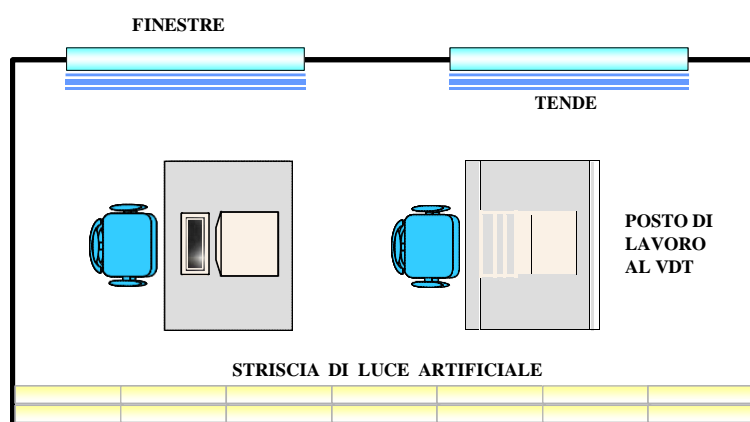 FINESTRE
TENDE
POSTO DI
LAVORO
AL VDT
STRISCIA DI LUCE ARTIFICIALE